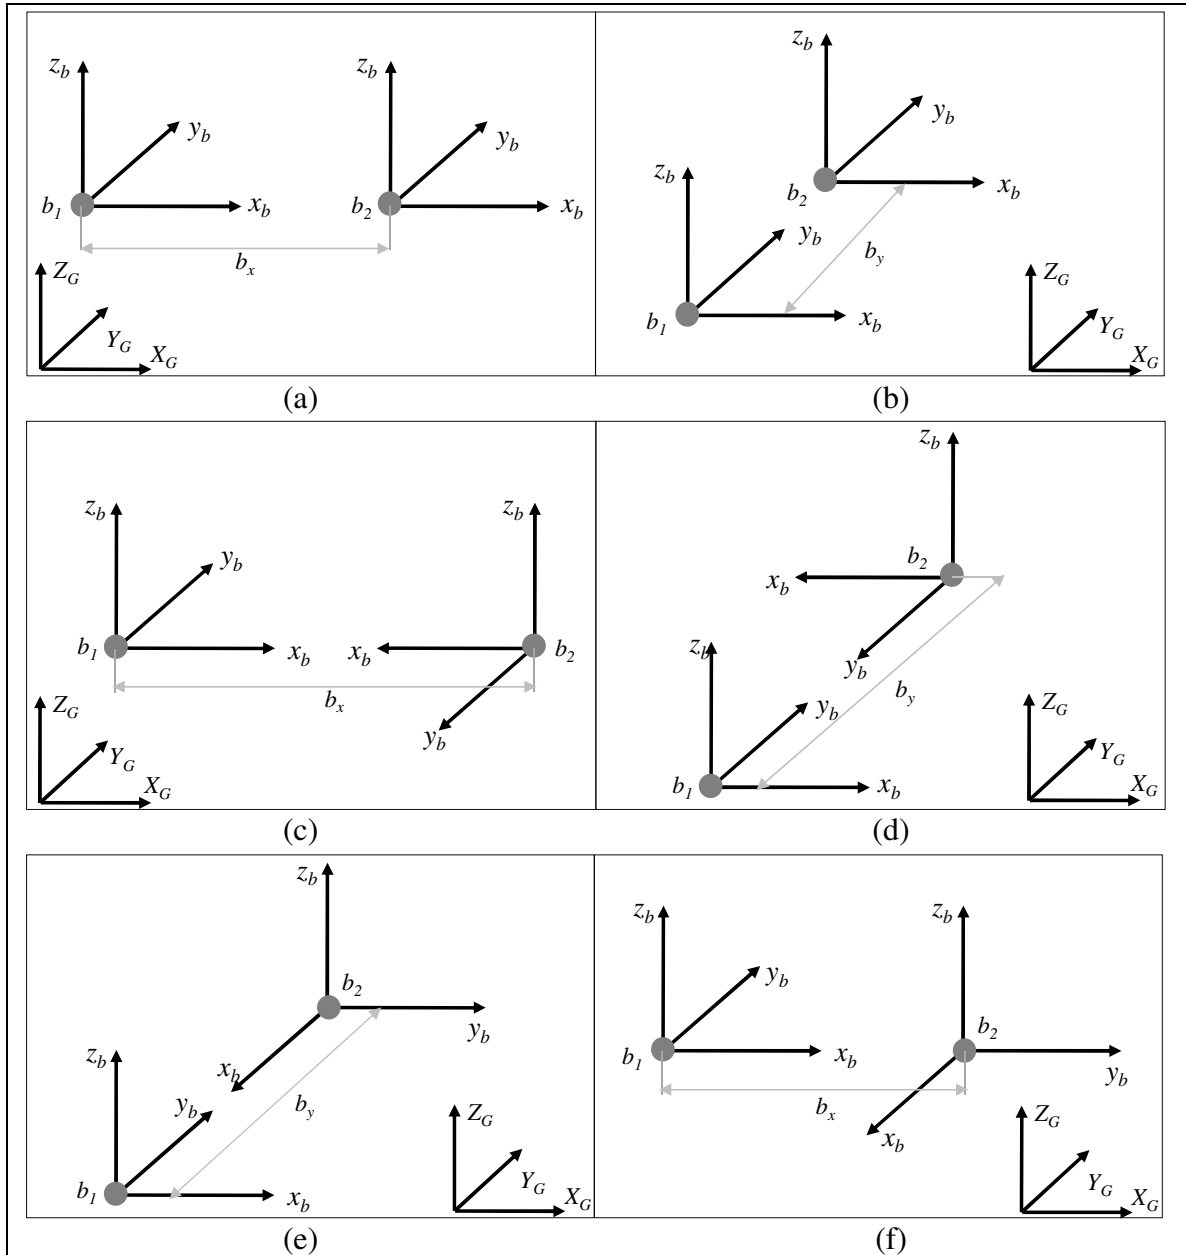 z_b z_b
y_b y_b
b_1 x_b b_2 x_b
b_x
Z_G
Y_G X_G
(a)
z_b
y_b
z_b b_2 x_b
y_b
b_y
b_1 x_b
Z_G
Y_G
X_G
(b)
z_b z_b
y_b
b_1 x_b x_b b_2
b_x
y_b
Z_G
Y_G
X_G
(c)
z_b
b_2
x_b
z_b y_b
b_y
y_b
b_1 x_b
Z_G
Y_G
X_G
(d)
z_b
b_2
y_b
z_b
x_b
y_b b_y
b_1 x_b
Z_G
Y_G
X_G
(e)
z_b z_b
y_b
b_2
b_1 x_b y_b
b_x
x_b
Z_G
Y_G
X_G
(f)